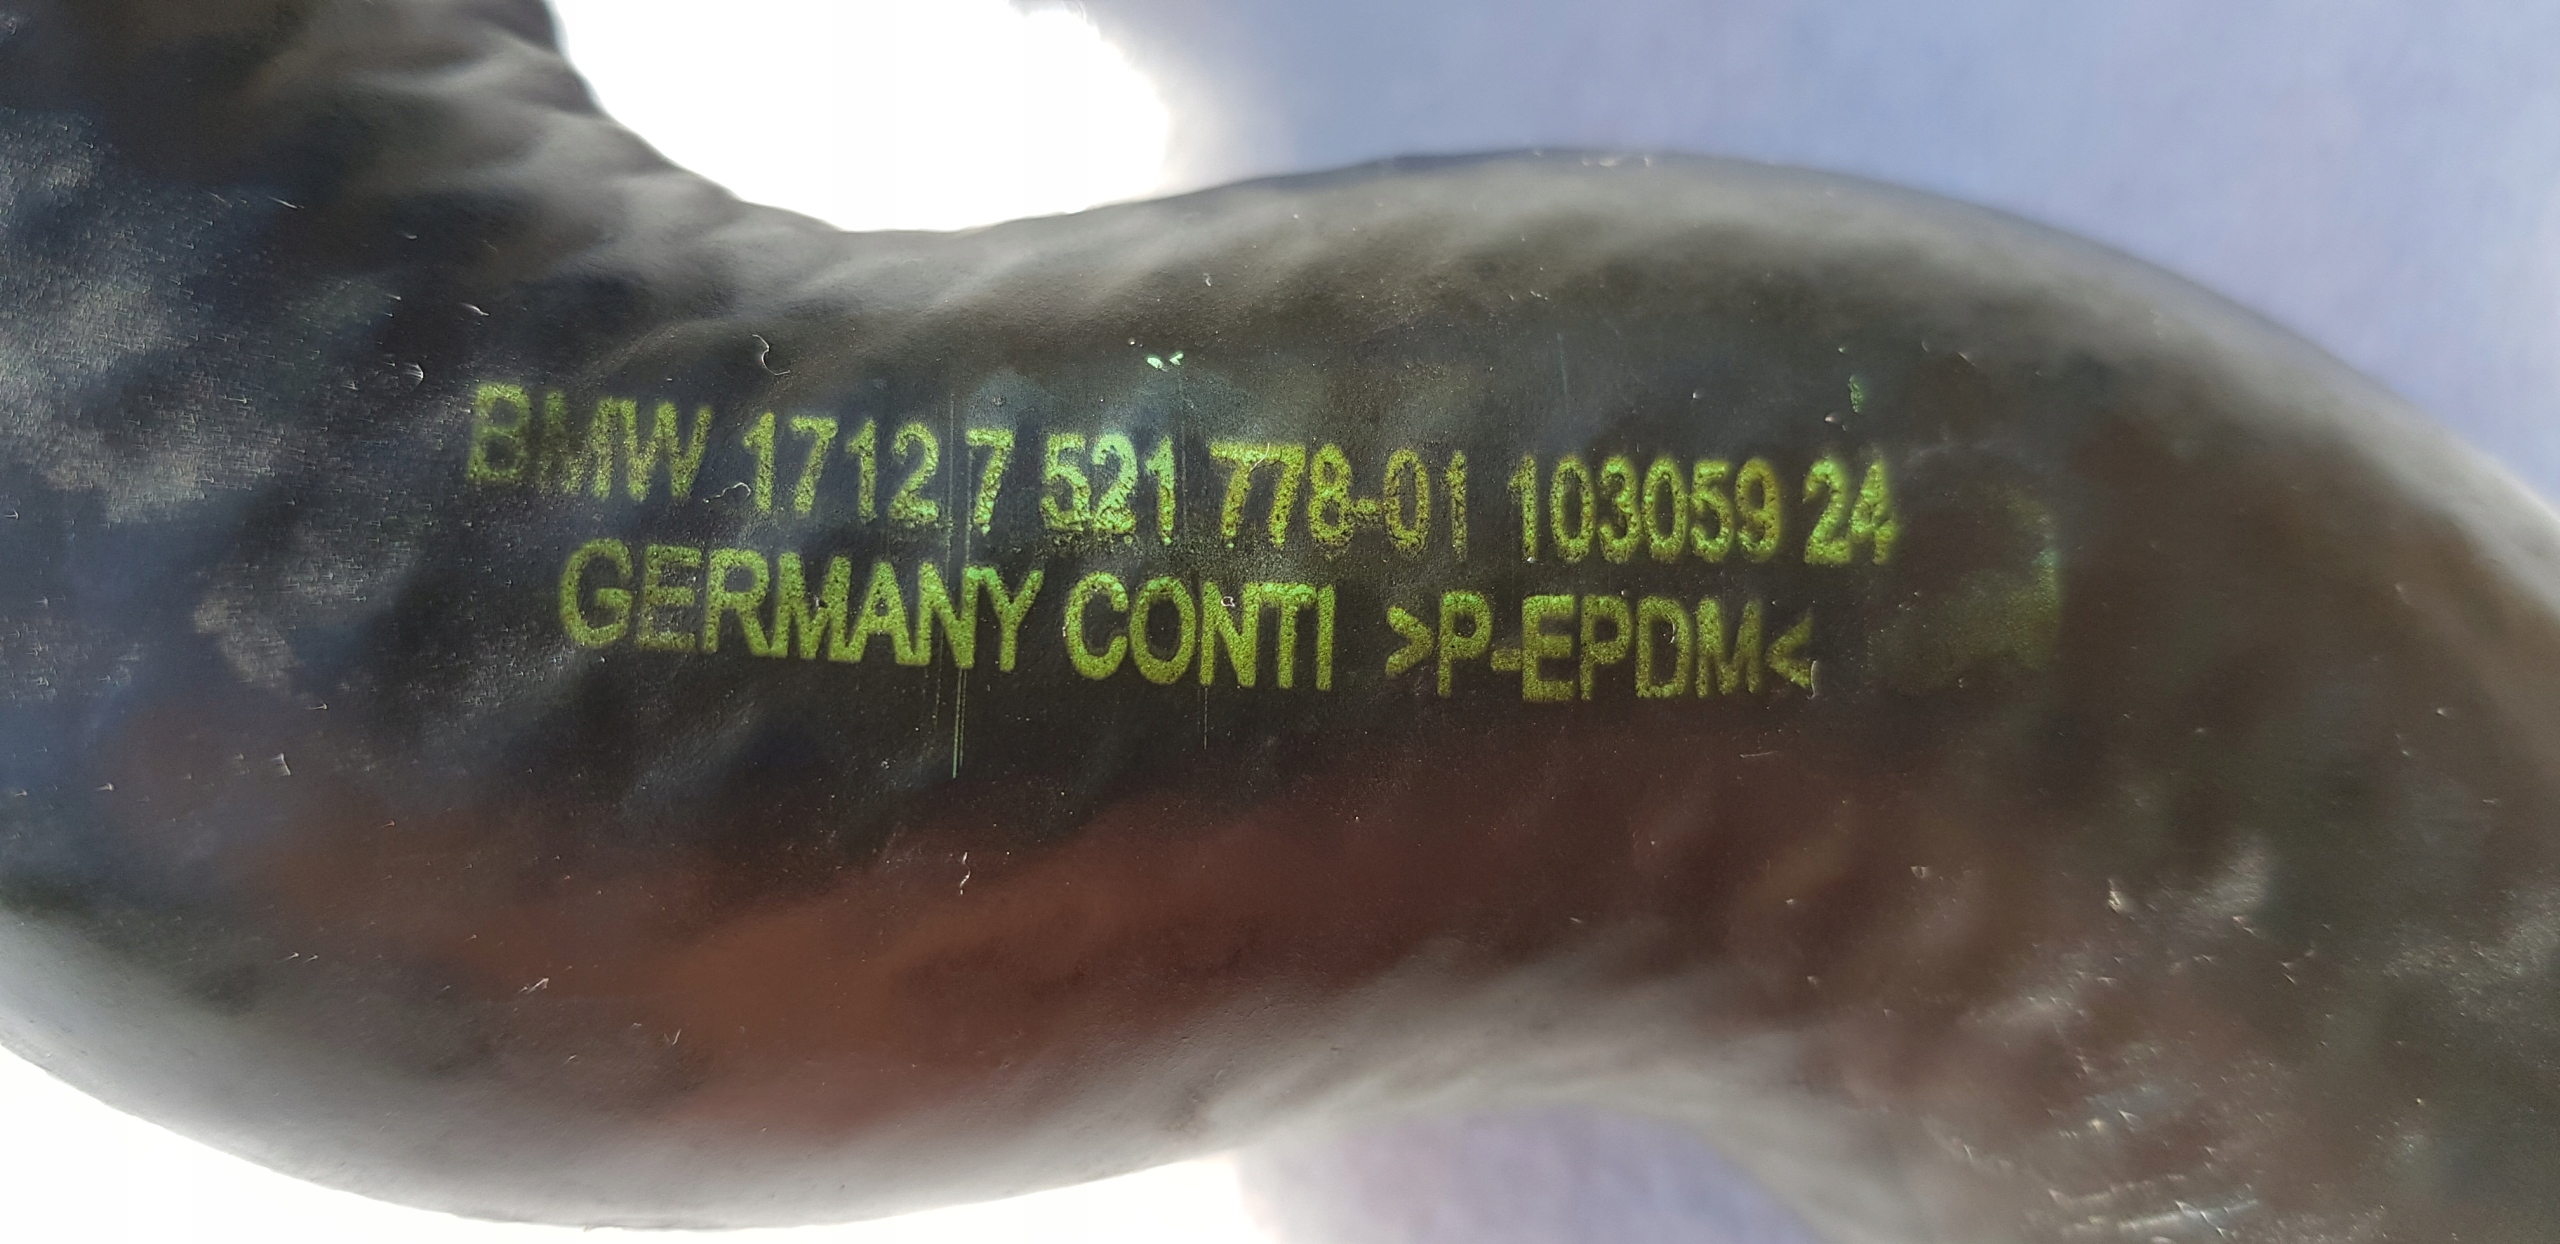 BMW 1712 7 521 778-01 103059 24
GERMANY CONTI >P-EPDM<